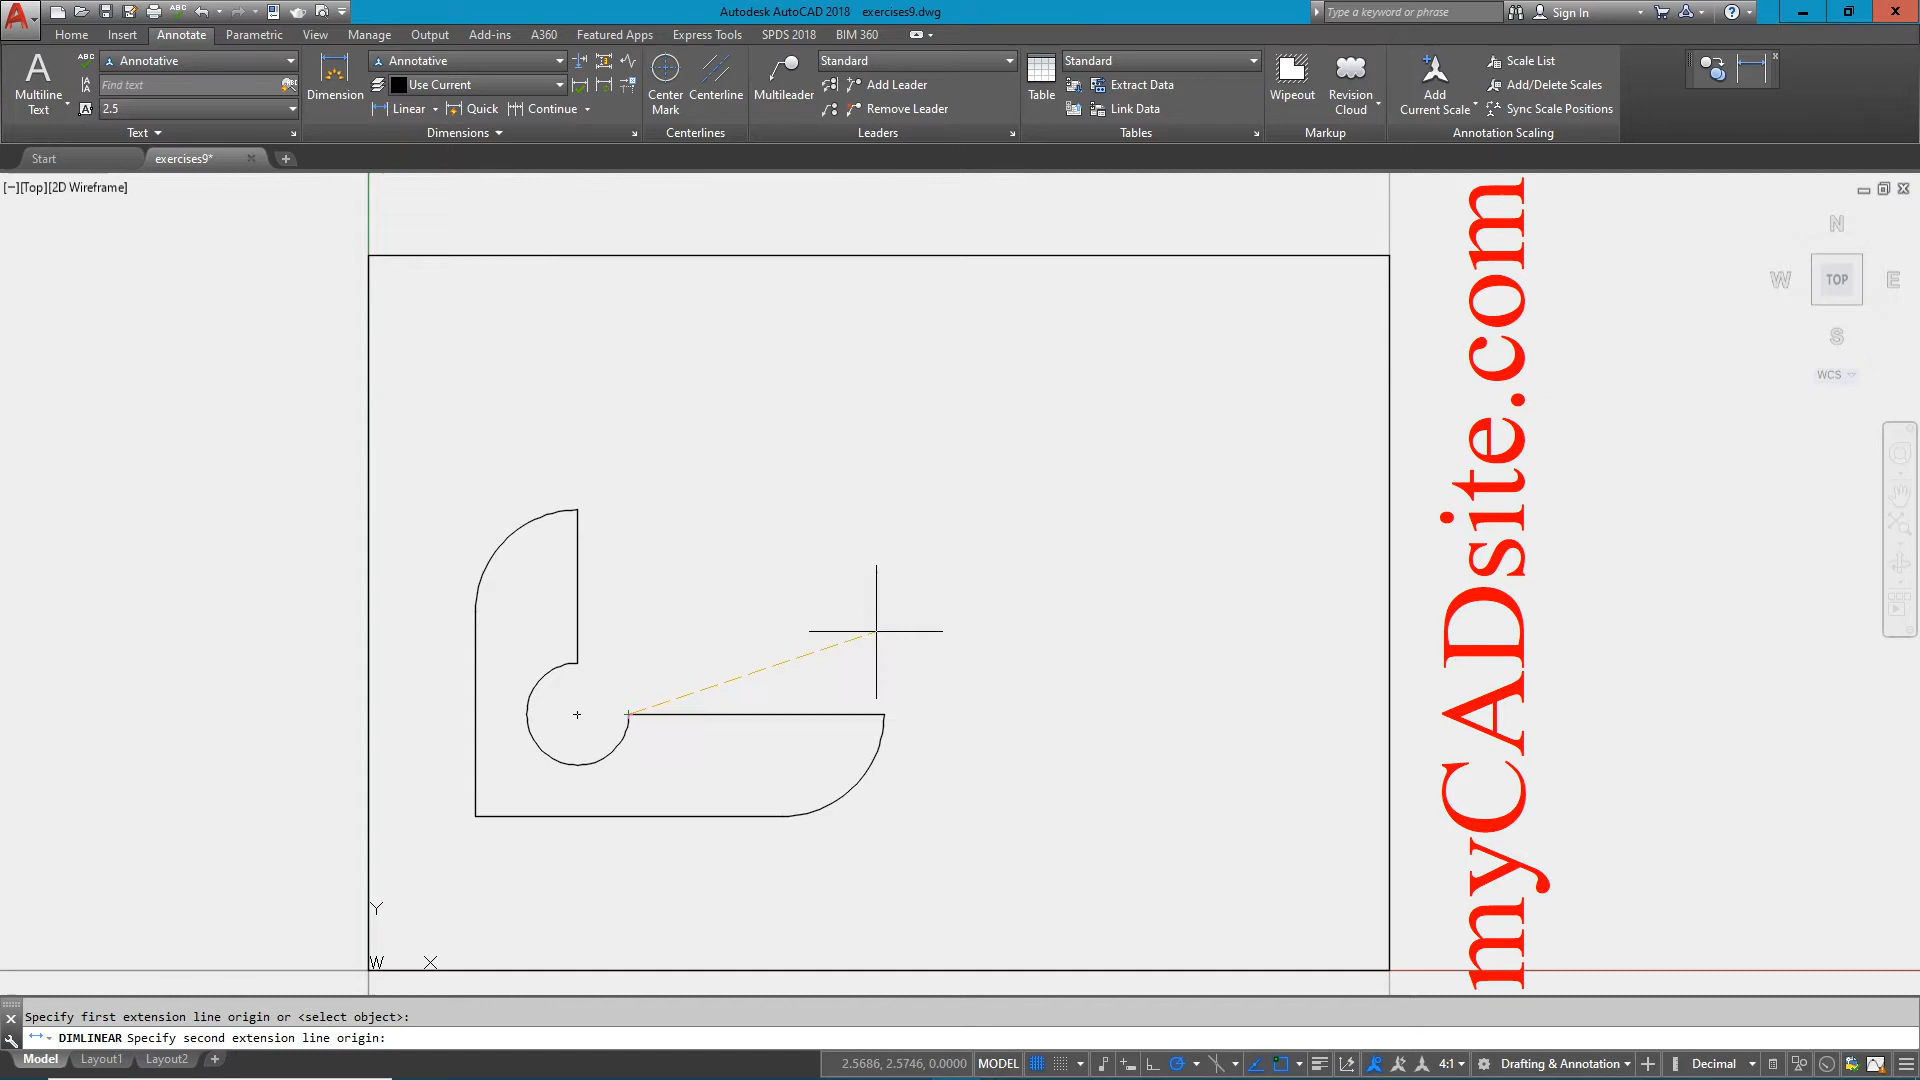 Autodesk AutoCAD 2018 exercises9.dwg
Type a keyword or phrase
Sign In
Home Insert Annotate Parametric View Manage Output Add-ins A360 Featured Apps Express Tools SPDS 2018 BIM 360
Multiline Text
Annotative
Find text
2.5
Text
Dimension
Annotative
Use Current
Linear Quick Continue
Dimensions
Center Mark
Centerline
Centerlines
Multileader
Standard
Add Leader
Remove Leader
Leaders
Table
Standard
Extract Data
Link Data
Tables
Wipeout
Revision Cloud
Markup
Add Current Scale
Scale List
Add/Delete Scales
Sync Scale Positions
Annotation Scaling
Start exercises9*
[−][Top][2D Wireframe]
N
W TOP E
S
WCS
myCADsite.com
Y
W X
Specify first extension line origin or <select object>:
DIMLINEAR Specify second extension line origin:
Model Layout1 Layout2
2.5686, 2.5746, 0.0000 MODEL 4:1 Drafting & Annotation Decimal